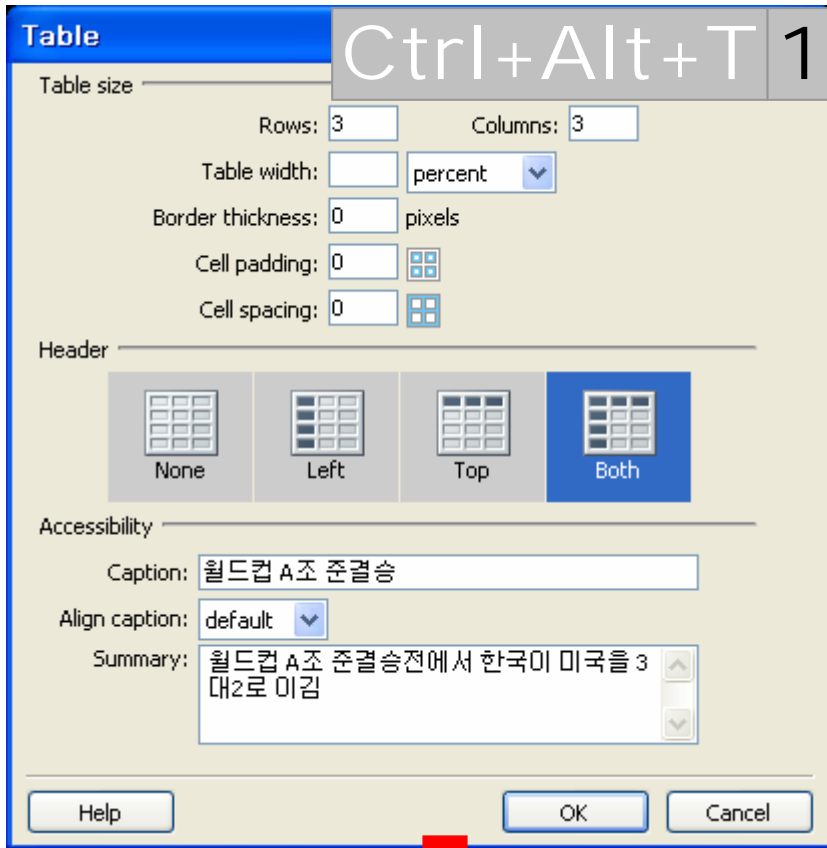 Table
Ctrl+Alt+T 1
Table size
Rows: 3 Columns: 3
Table width: percent
Border thickness: 0 pixels
Cell padding: 0
Cell spacing: 0
Header
None Left Top Both
Accessibility
Caption: 월드컵 A조 준결승
Align caption: default
Summary: 월드컵 A조 준결승전에서 한국이 미국을 3
대2로 이김
Help OK Cancel